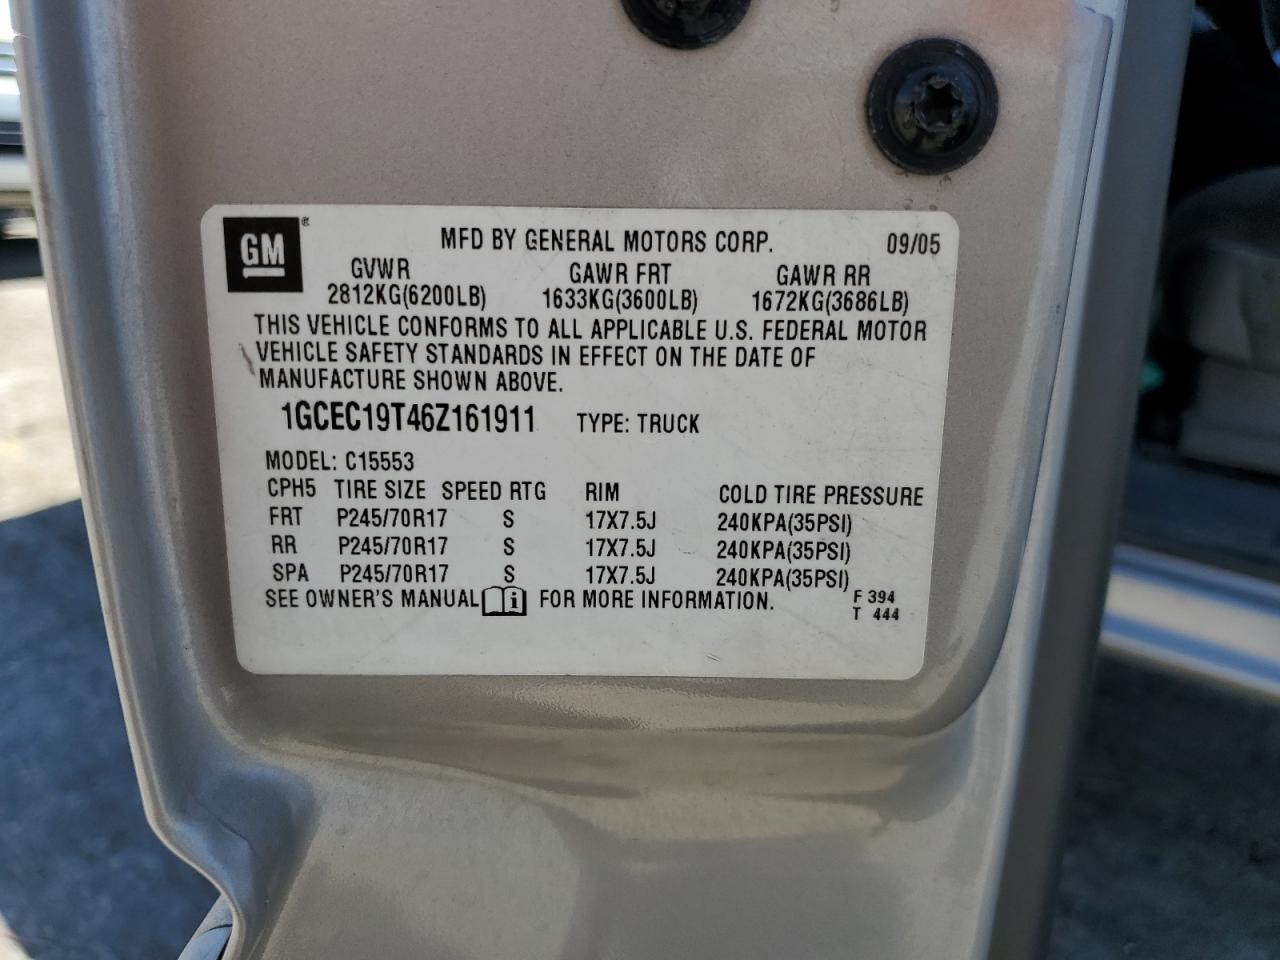 GM® MFD BY GENERAL MOTORS CORP. 09/05
GVWR GAWR FRT GAWR RR
2812KG(6200LB) 1633KG(3600LB) 1672KG(3686LB)
THIS VEHICLE CONFORMS TO ALL APPLICABLE U.S. FEDERAL MOTOR
VEHICLE SAFETY STANDARDS IN EFFECT ON THE DATE OF
MANUFACTURE SHOWN ABOVE.
1GCEC19T46Z161911 TYPE: TRUCK
MODEL: C15553
CPH5 TIRE SIZE SPEED RTG RIM COLD TIRE PRESSURE
FRT P245/70R17 S 17X7.5J 240KPA(35PSI)
RR P245/70R17 S 17X7.5J 240KPA(35PSI)
SPA P245/70R17 S 17X7.5J 240KPA(35PSI)
SEE OWNER'S MANUAL i FOR MORE INFORMATION. F 394
T 444